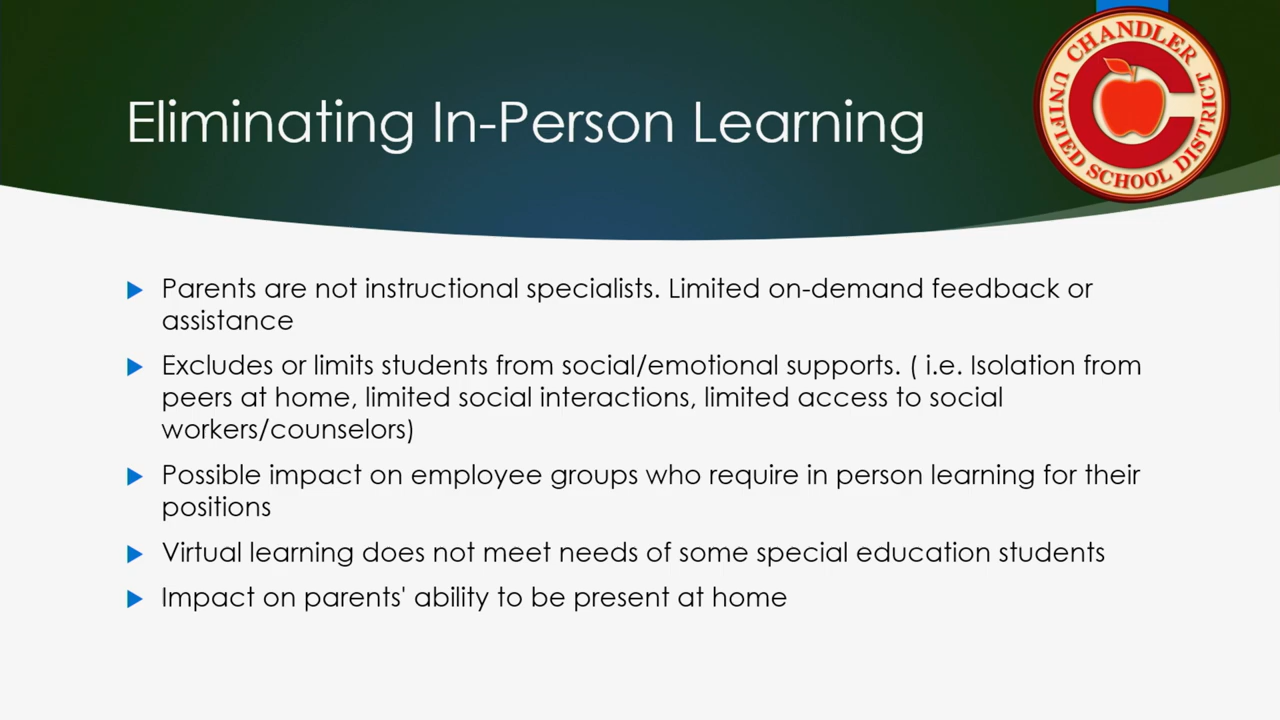 Eliminating In-Person Learning
CHANDLER UNIFIED SCHOOL DISTRICT
Parents are not instructional specialists. Limited on-demand feedback or
assistance
Excludes or limits students from social/emotional supports. ( i.e. Isolation from
peers at home, limited social interactions, limited access to social
workers/counselors)
Possible impact on employee groups who require in person learning for their
positions
Virtual learning does not meet needs of some special education students
Impact on parents' ability to be present at home